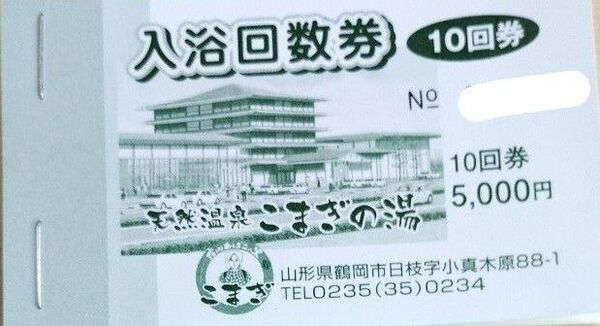 入浴回数券
10回券
No
10回券
5,000円
天然温泉 こまぎの湯
こまぎ
山形県鶴岡市日枝字小真木原88-1
TEL0235(35)0234